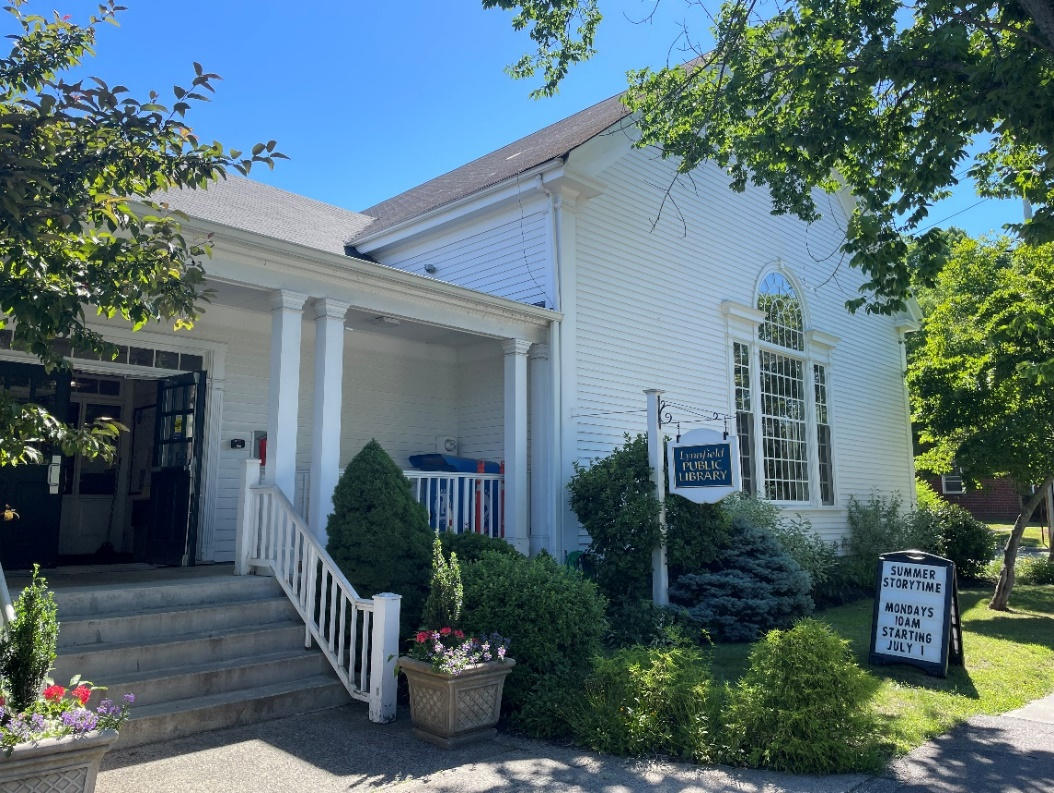 Lynnfield
PUBLIC
LIBRARY
SUMMER
STORYTIME
MONDAYS
10AM
STARTING
JULY 1